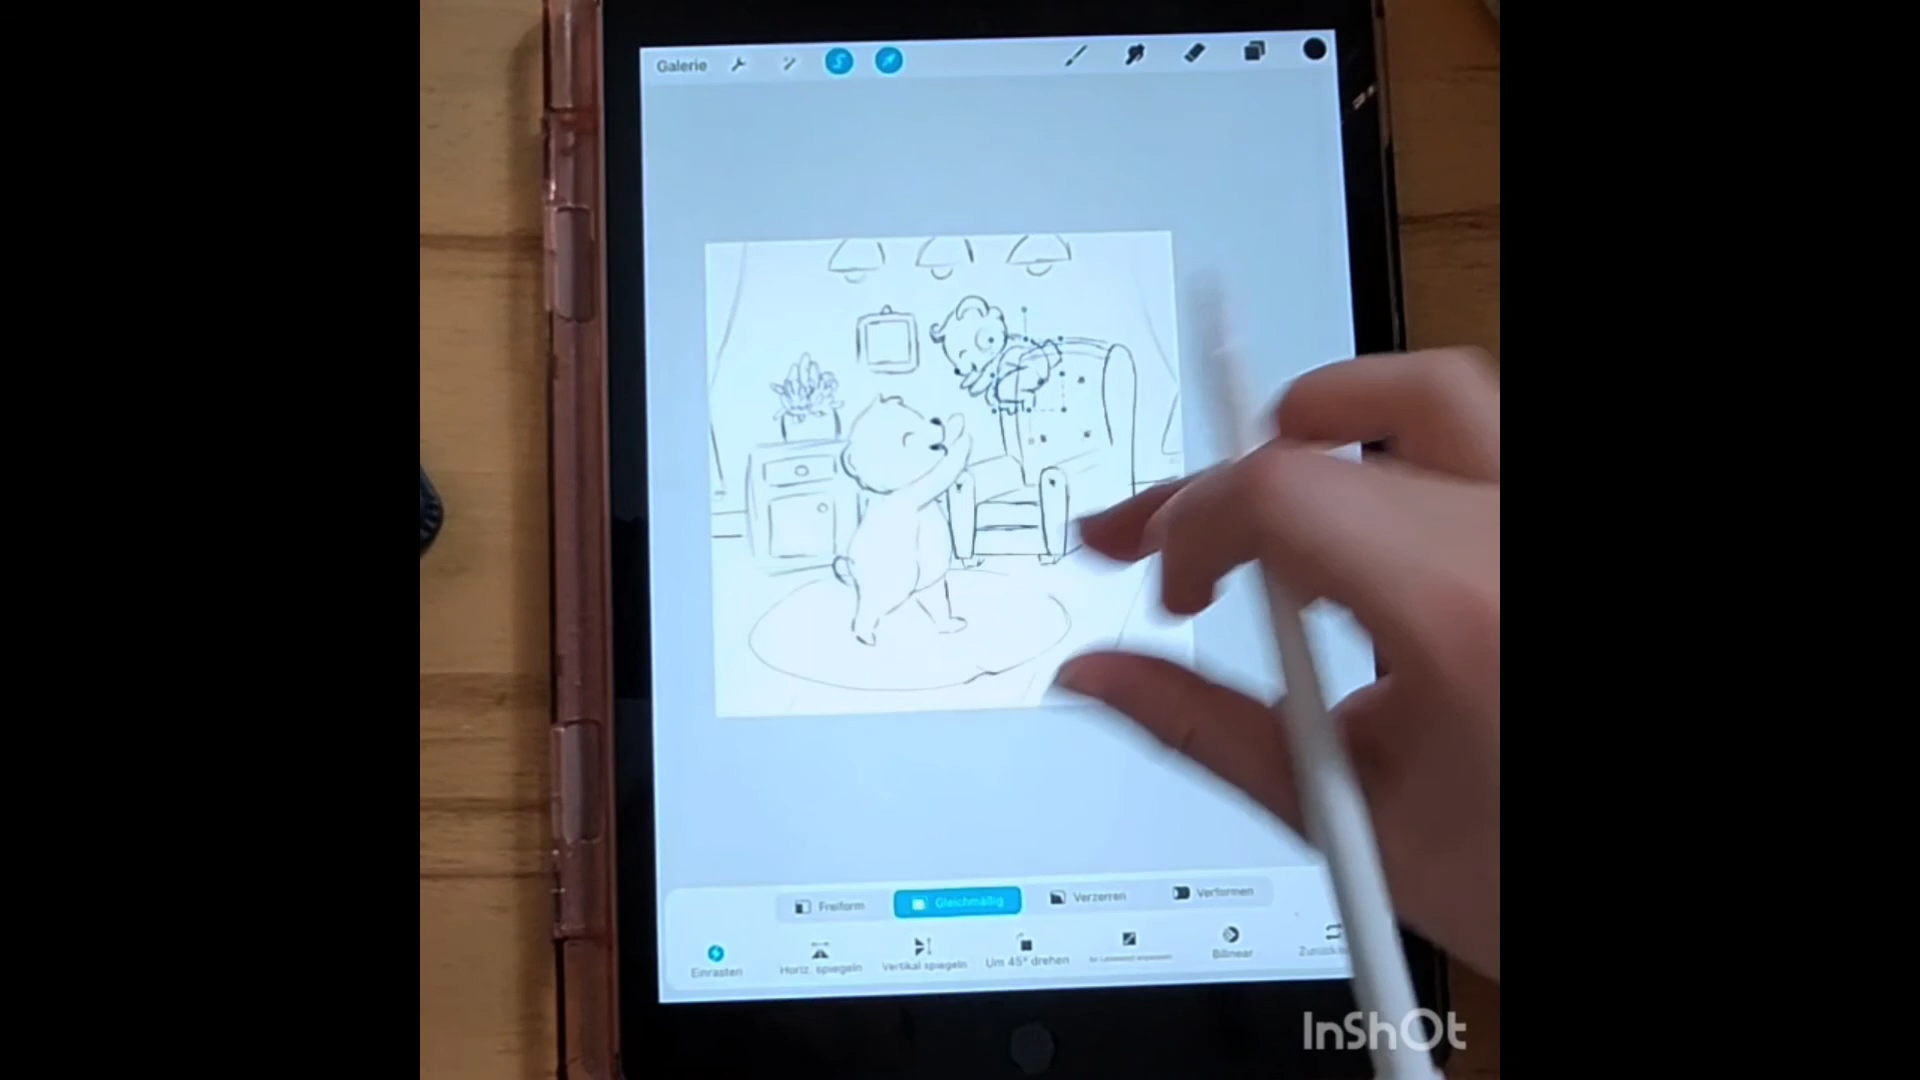 Galerie
Freiform Gleichmäßig Verzerren Verformen
Einrasten Horiz. spiegeln Vertikal spiegeln Um 45° drehen Bilinear
InShOt